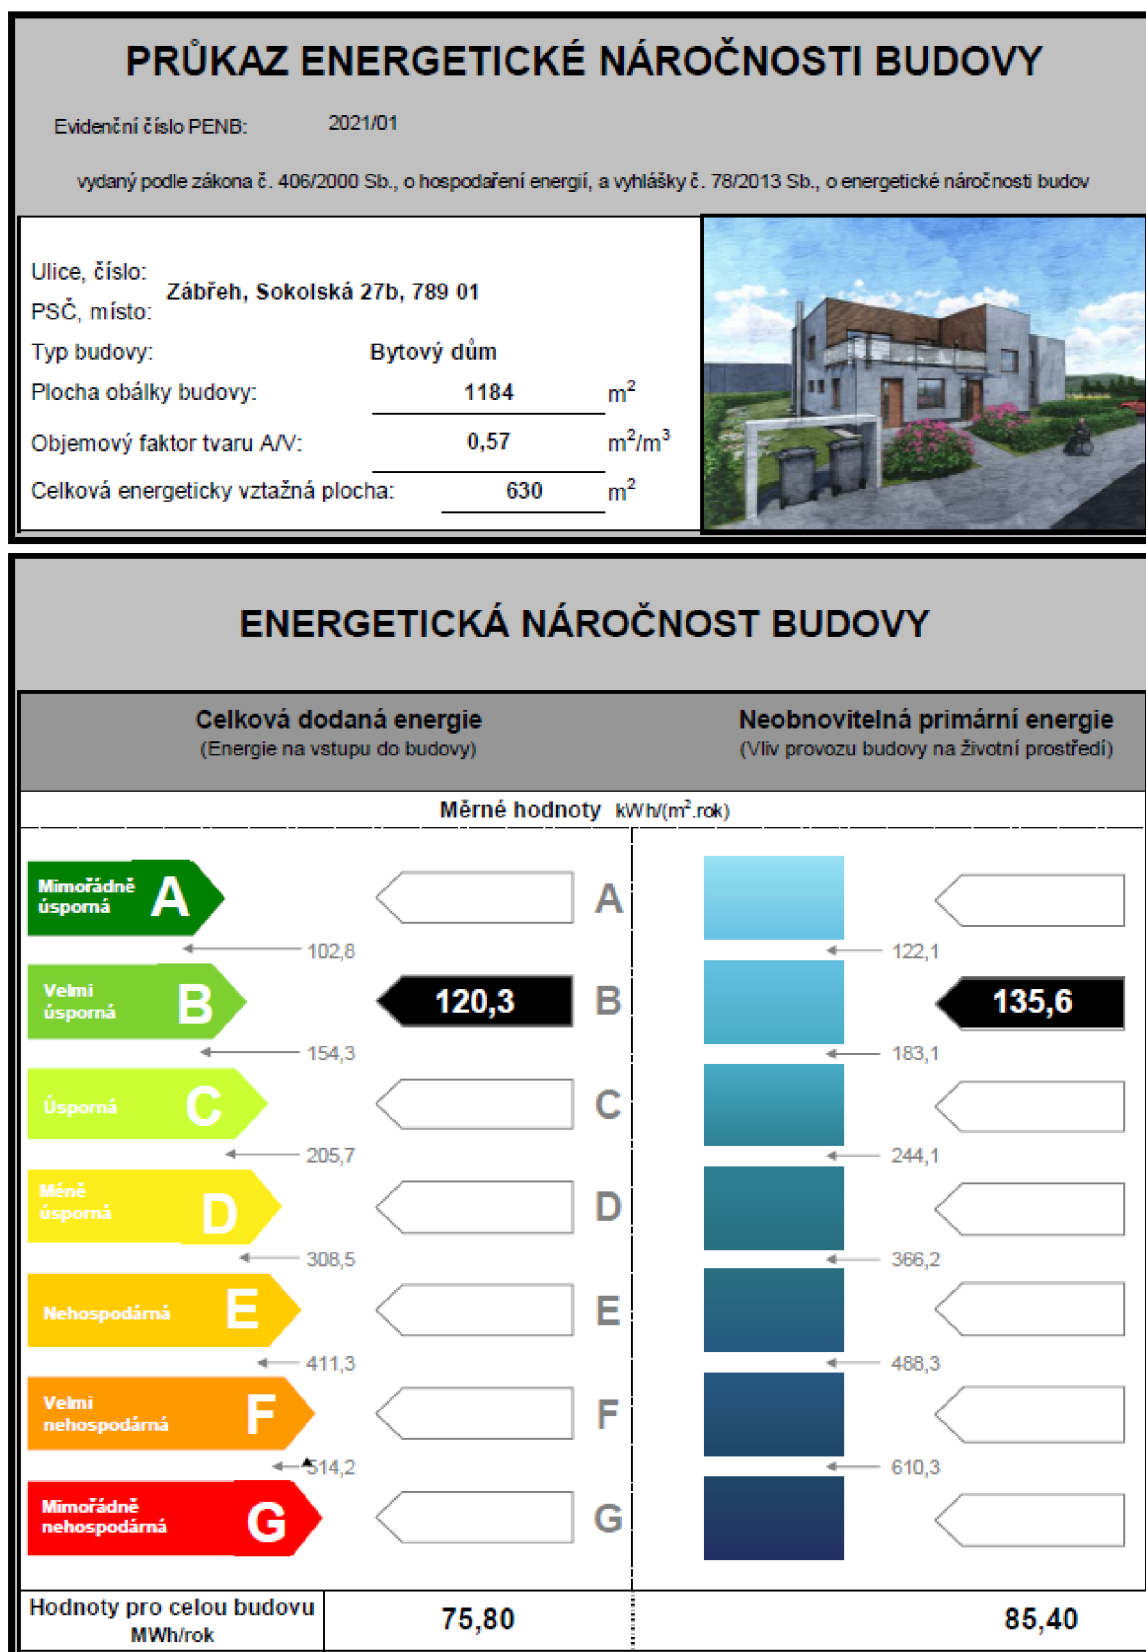 PRŮKAZ ENERGETICKÉ NÁROČNOSTI BUDOVY
Evidenční číslo PENB: 2021/01
vydaný podle zákona č. 406/2000 Sb., o hospodaření energií, a vyhlášky č. 78/2013 Sb., o energetické náročnosti budov
Ulice, číslo:
Zábřeh, Sokolská 27b, 789 01
PSČ, místo:
Typ budovy: Bytový dům
Plocha obálky budovy: 1184 m²
Objemový faktor tvaru A/V: 0,57 m²/m³
Celková energeticky vztažná plocha: 630 m²
ENERGETICKÁ NÁROČNOST BUDOVY
Celková dodaná energie Neobnovitelná primární energie
(Energie na vstupu do budovy) (Vliv provozu budovy na životní prostředí)
Měrné hodnoty kWh/(m².rok)
Mimořádně
úsporná A A
102,8 122,1
Velmi
úsporná B 120,3 B 135,6
154,3 183,1
Úsporná C C
205,7 244,1
Méně
úsporná D D
308,5 366,2
Nehospodárná E E
411,3 488,3
Velmi
nehospodárná F F
514,2 610,3
Mimořádně
nehospodárná G G
Hodnoty pro celou budovu
MWh/rok 75,80 85,40